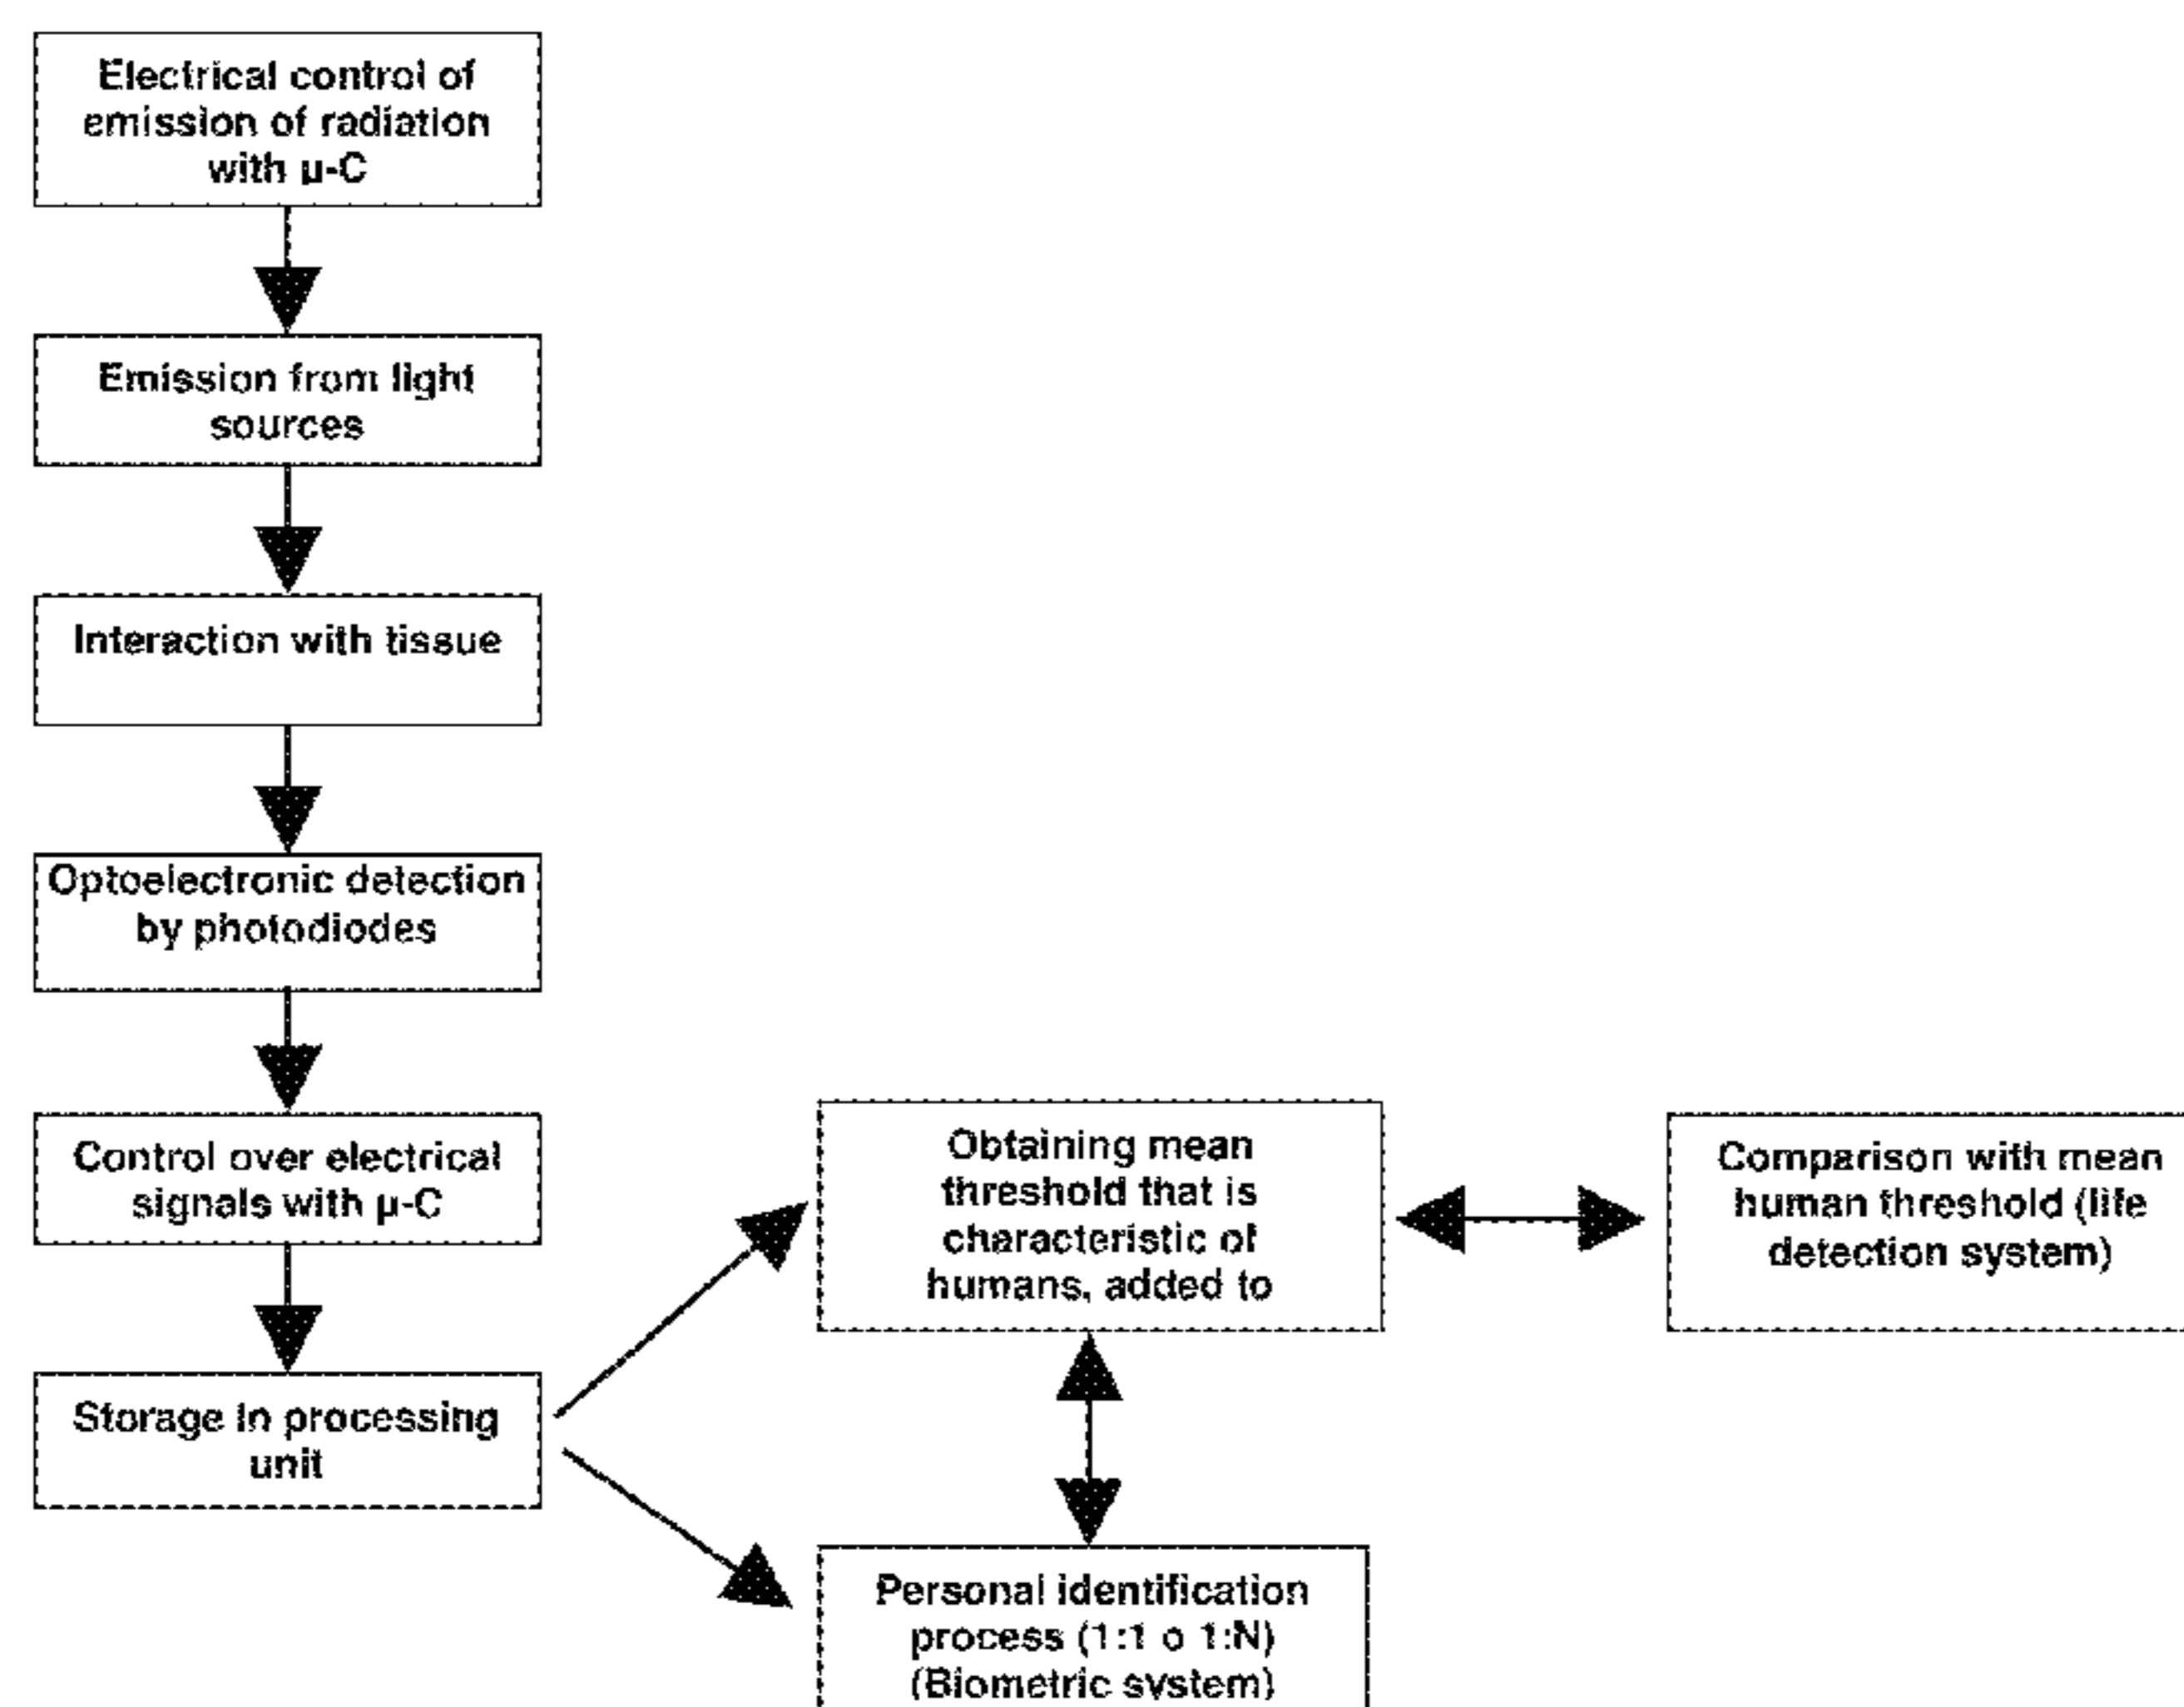 Electrical control of
emission of radiation
with µ-C
Emission from light
sources
Interaction with tissue
Optoelectronic detection
by photodiodes
Control over electrical
signals with µ-C
Storage in processing
unit
Obtaining mean
threshold that is
characteristic of
humans, added to
Comparison with mean
human threshold (life
detection system)
Personal identification
process (1:1 o 1:N)
(Biometric system)